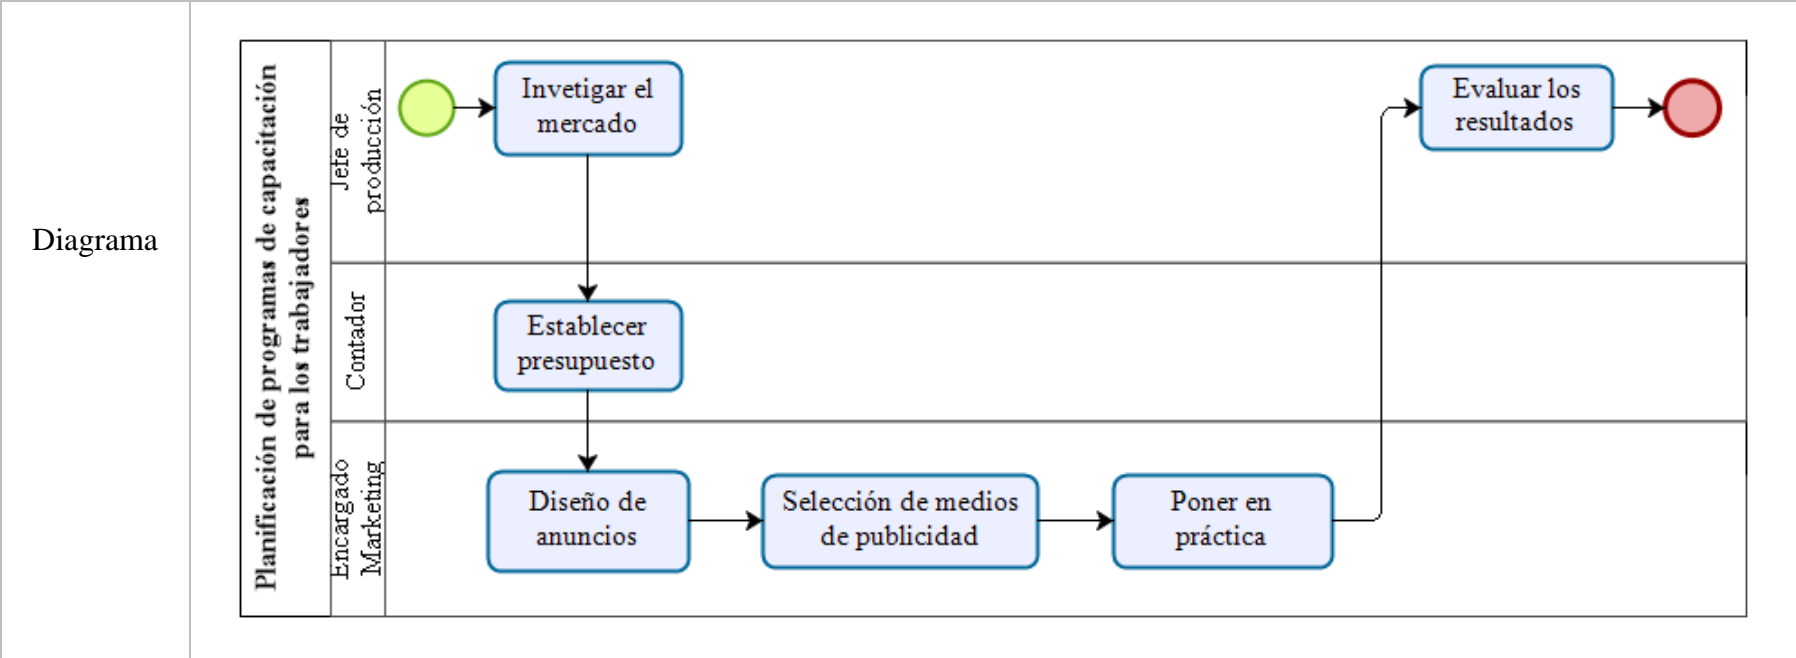 Diagrama
Planificación de programas de capacitación
para los trabajadores
Jefe de
producción
Invetigar el
mercado
Evaluar los
resultados
Contador
Establecer
presupuesto
Encargado
Marketing
Diseño de
anuncios
Selección de medios
de publicidad
Poner en
práctica